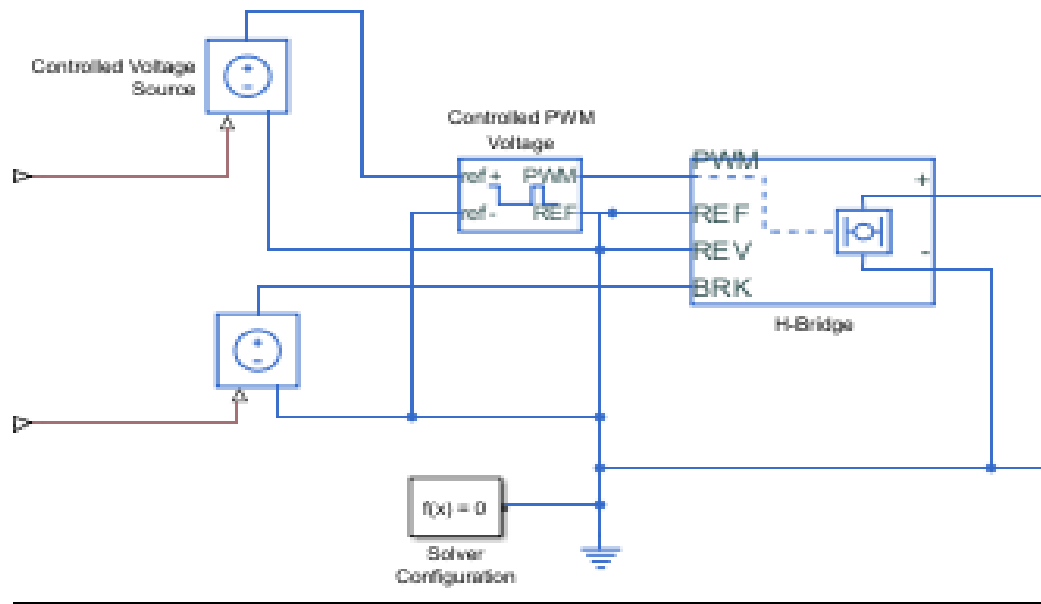 Controlled Voltage
Source
Controlled PWM
Voltage
ref+ PWM
ref- REF
PWM
+
REF
REV
-
BRK
H-Bridge
f(x) = 0
Solver
Configuration